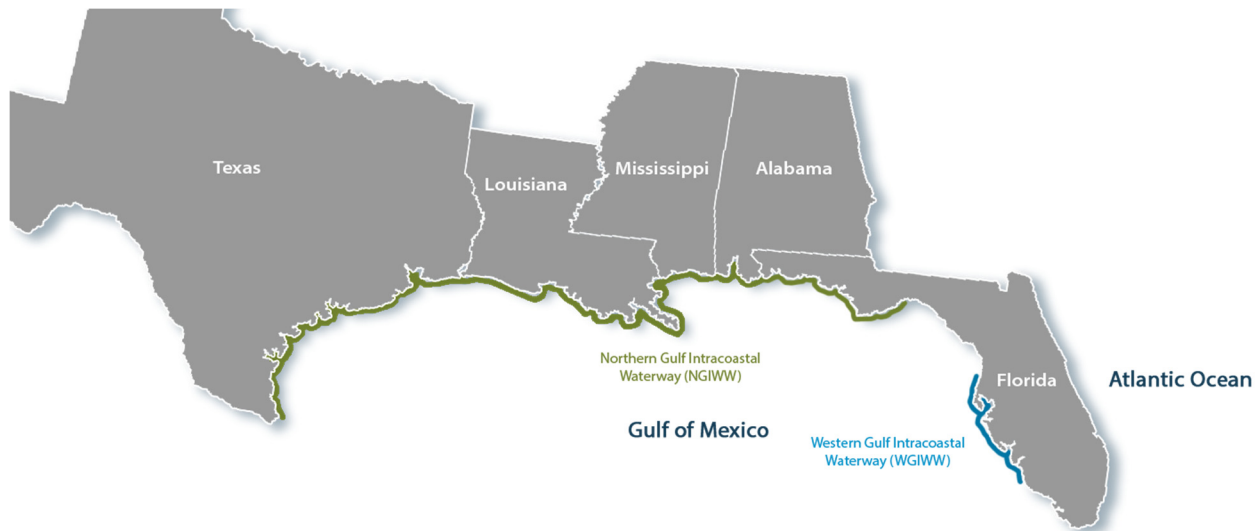 Texas
Louisiana
Mississippi
Alabama
Northern Gulf Intracoastal
Waterway (NGIWW)
Florida
Atlantic Ocean
Gulf of Mexico
Western Gulf Intracoastal
Waterway (WGIWW)